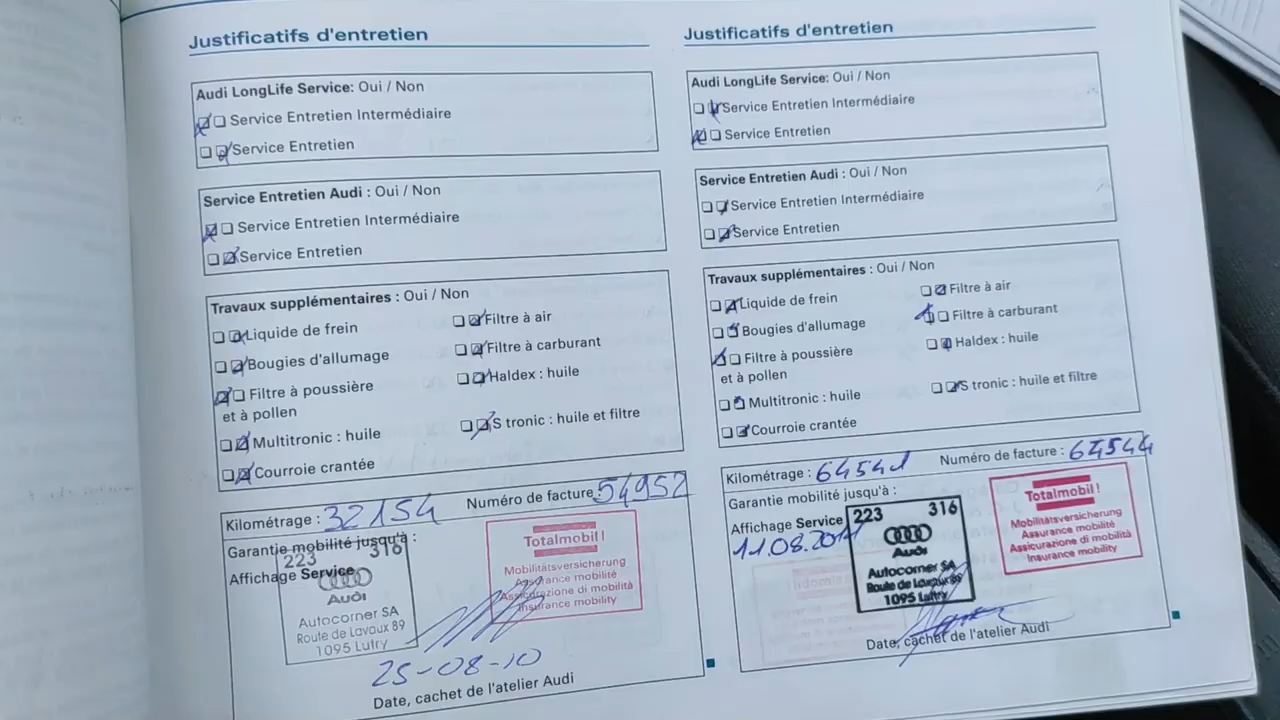 Justificatifs d'entretien
Audi LongLife Service: Oui / Non
Service Entretien Intermédiaire
Service Entretien
Service Entretien Audi : Oui / Non
Service Entretien Intermédiaire
Service Entretien
Travaux supplémentaires : Oui / Non
Liquide de frein
Filtre à air
Bougies d'allumage
Filtre à carburant
Filtre à poussière
et à pollen
Haldex : huile
Multitronic : huile
S tronic : huile et filtre
Courroie crantée
Kilométrage : 32154
Numéro de facture : 54952
Garantie mobilité jusqu'à :
Affichage Service
223 316
Audi
Autocorner SA
Route de Lavaux 89
1095 Lutry
Totalmobil!
Mobilitätsversicherung
Assurance mobilité
Assicurazione di mobilità
Insurance mobility
25-08-10
Date, cachet de l'atelier Audi
Justificatifs d'entretien
Audi LongLife Service: Oui / Non
Service Entretien Intermédiaire
Service Entretien
Service Entretien Audi : Oui / Non
Service Entretien Intermédiaire
Service Entretien
Travaux supplémentaires : Oui / Non
Liquide de frein
Filtre à air
Bougies d'allumage
Filtre à carburant
Filtre à poussière
et à pollen
Haldex : huile
Multitronic : huile
S tronic : huile et filtre
Courroie crantée
Kilométrage : 64541
Numéro de facture : 64544
Garantie mobilité jusqu'à :
Affichage Service
11.08.2011
223 316
Audi
Autocorner SA
Route de Lavaux 89
1095 Lutry
Totalmobil!
Mobilitätsversicherung
Assurance mobilité
Assicurazione di mobilità
Insurance mobility
Date, cachet de l'atelier Audi